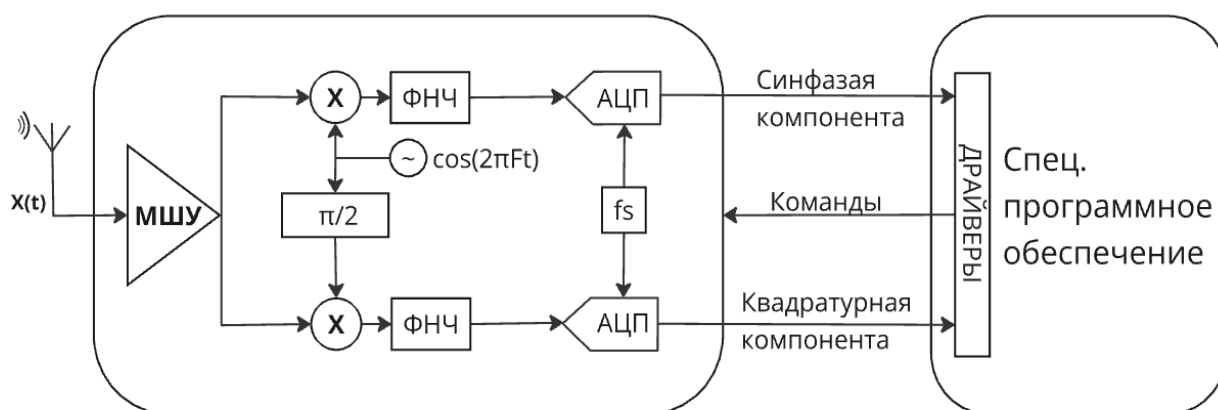 X(t)
МШУ
X
ФНЧ
АЦП
~
cos(2πFt)
π/2
fs
X
ФНЧ
АЦП
Синфазая
компонента
Команды
Квадратурная
компонента
ДРАЙВЕРЫ
Спец.
программное
обеспечение